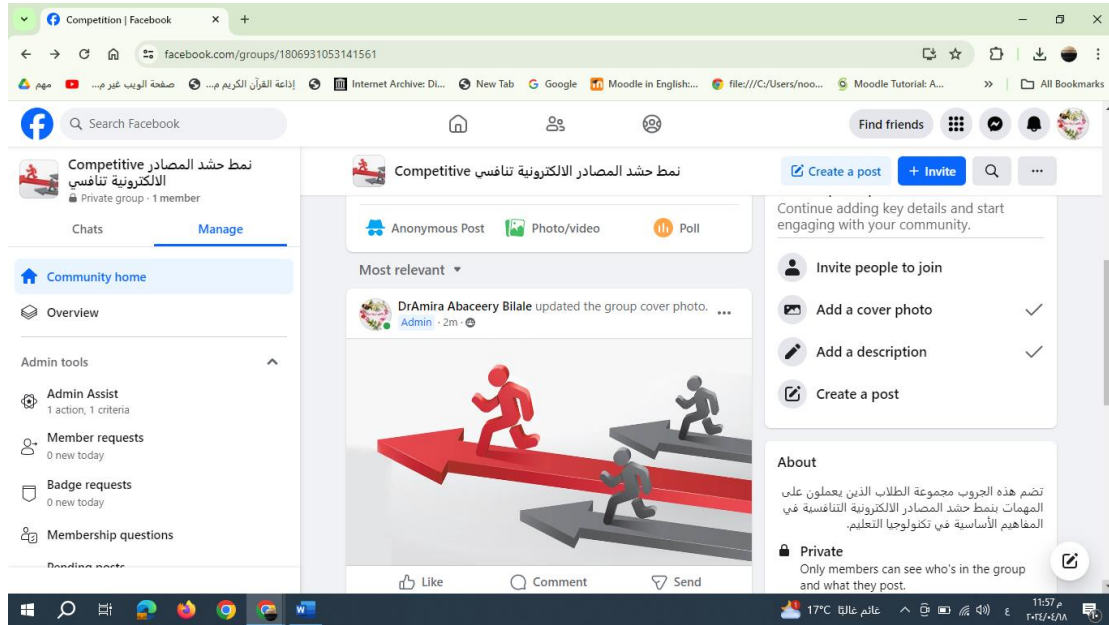 Competition | Facebook
facebook.com/groups/1806931053141561
مهم
صفحة الويب غير م...
إذاعة القرآن الكريم م...
Internet Archive: Di...
New Tab
Google
Moodle in English:...
file:///C:/Users/noo...
Moodle Tutorial: A...
All Bookmarks
Search Facebook
Find friends
نمط حشد المصادر Competitive
الالكترونية تنافسي
Private group · 1 member
Chats
Manage
Community home
Overview
Admin tools
Admin Assist
1 action, 1 criteria
Member requests
0 new today
Badge requests
0 new today
Membership questions
Pending posts
نمط حشد المصادر الالكترونية تنافسي Competitive
Create a post
+ Invite
Anonymous Post
Photo/video
Poll
Most relevant
DrAmira Abaceery Bilale updated the group cover photo.
Admin · 2m
Like
Comment
Send
Continue adding key details and start
engaging with your community.
Invite people to join
Add a cover photo
Add a description
Create a post
About
تضم هذه الجروب مجموعة الطلاب الذين يعملون على
المهمات بنمط حشد المصادر الالكترونية التنافسية في
المفاهيم الأساسية في تكنولوجيا التعليم.
Private
Only members can see who's in the group
and what they post.
17°C غائم غالبًا
ع
11:57 م
٢٠٢٤/٠٤/١٨